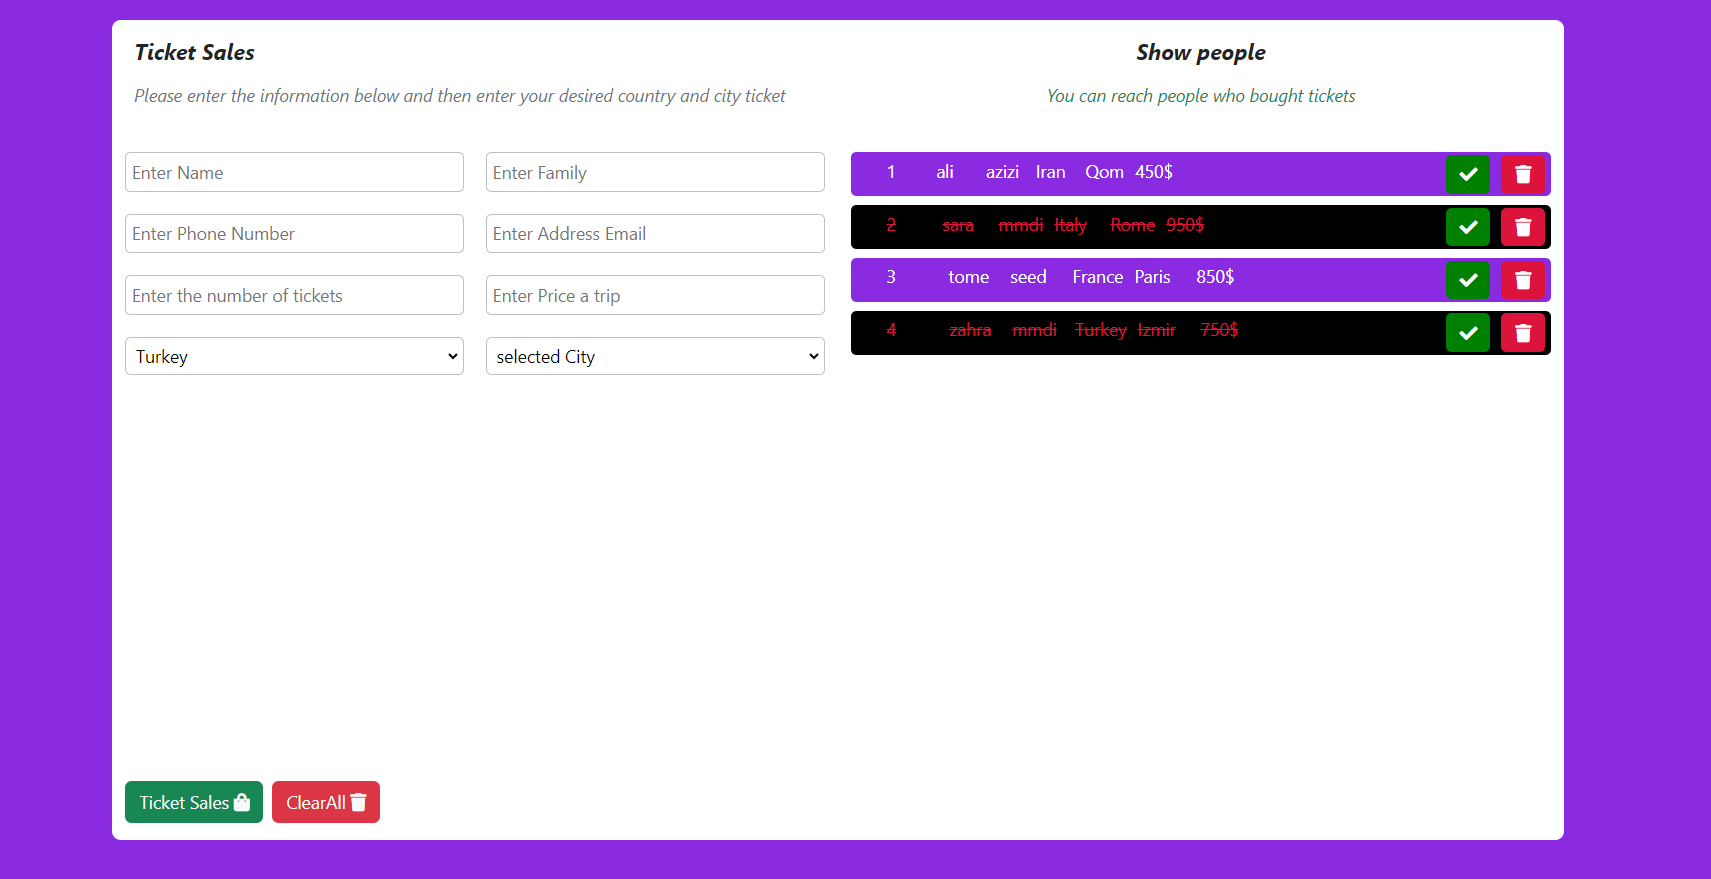 Ticket Sales
Please enter the information below and then enter your desired country and city ticket
Enter Name Enter Family
Enter Phone Number Enter Address Email
Enter the number of tickets Enter Price a trip
Turkey selected City
Ticket Sales ClearAll
Show people
You can reach people who bought tickets
1 ali azizi Iran Qom 450$
2 sara mmdi Italy Rome 950$
3 tome seed France Paris 850$
4 zahra mmdi Turkey Izmir 750$